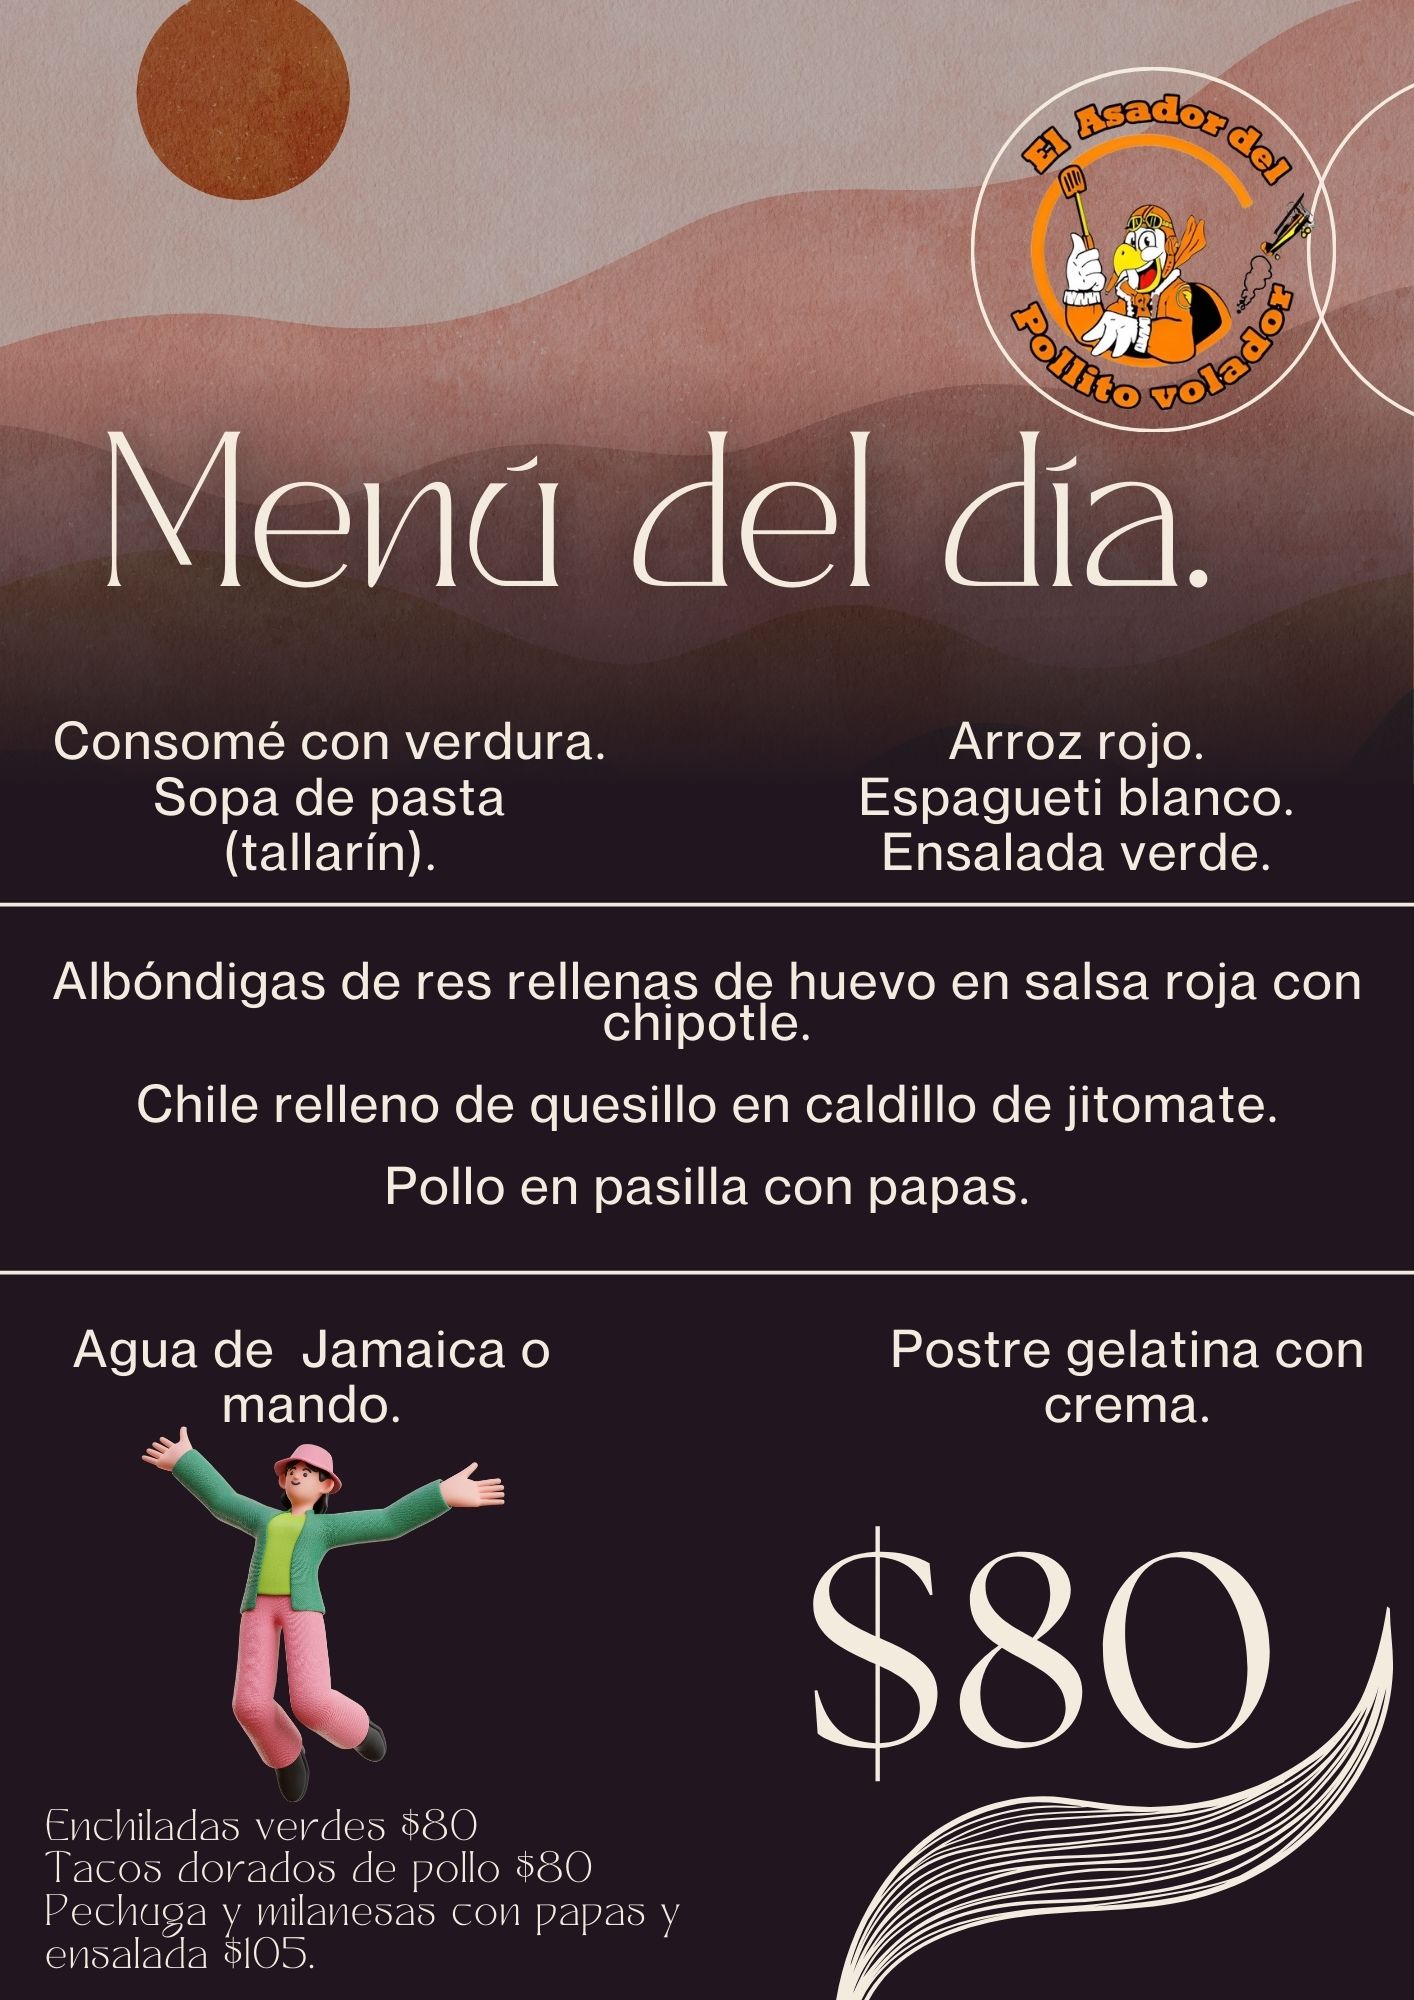 El Asador del
Pollito volador
Menú del día.
Consomé con verdura.
Sopa de pasta
(tallarín).
Arroz rojo.
Espagueti blanco.
Ensalada verde.
Albóndigas de res rellenas de huevo en salsa roja con
chipotle.
Chile relleno de quesillo en caldillo de jitomate.
Pollo en pasilla con papas.
Agua de  Jamaica o
mando.
Postre gelatina con
crema.
$80
Enchiladas verdes $80
Tacos dorados de pollo $80
Pechuga y milanesas con papas y
ensalada $105.